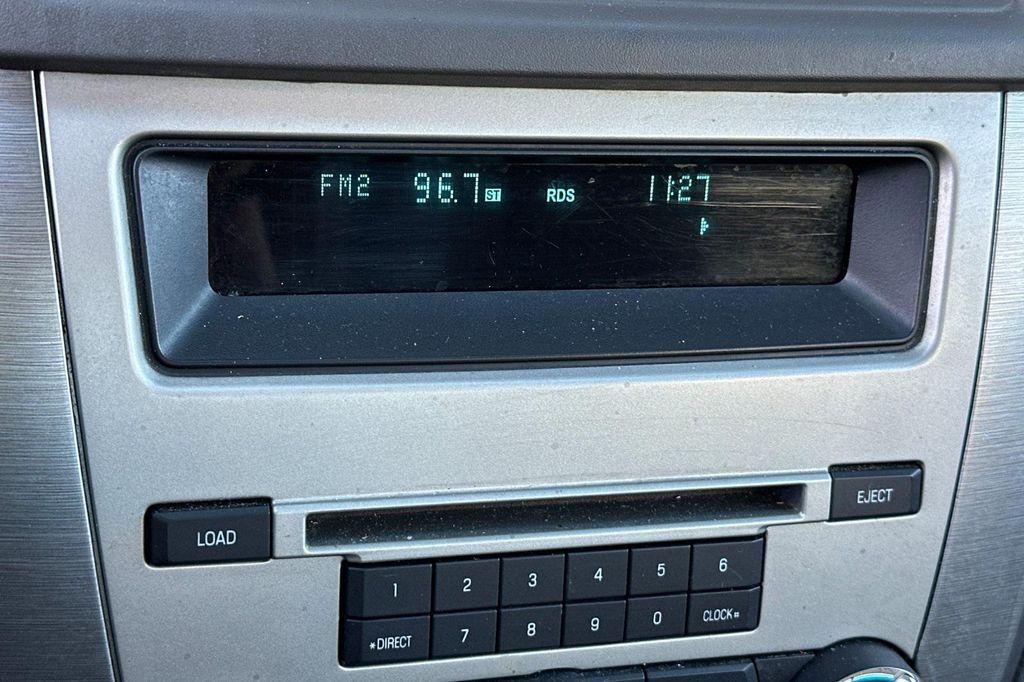 FM2 96.7 ST RDS 11:27
LOAD
EJECT
1 2 3 4 5 6
*DIRECT 7 8 9 0 CLOCK#